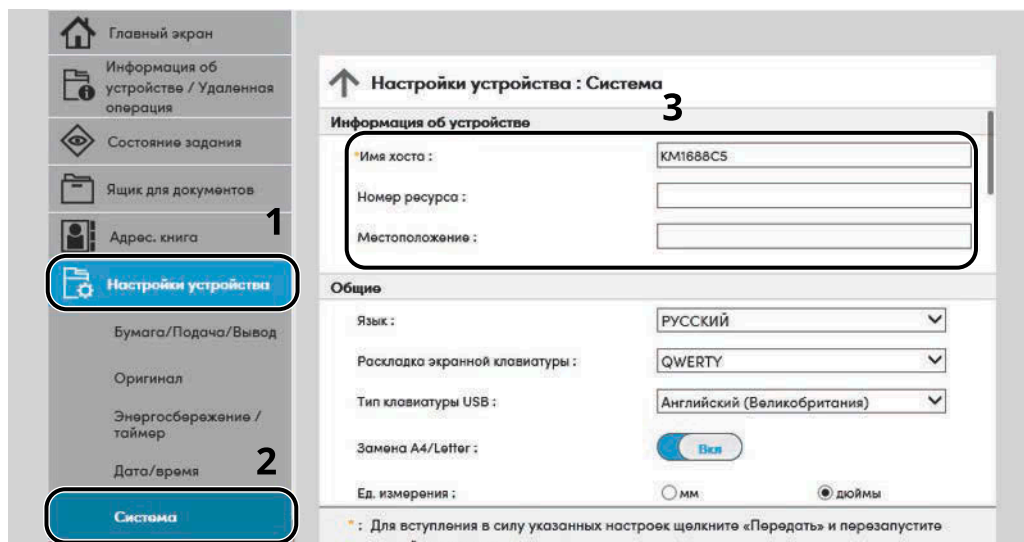 Главный экран
Информация об
устройстве / Удаленная
операция
Состояние задания
Ящик для документов
1
Адрес. книга
Настройки устройства
Бумага/Подача/Вывод
Оригинал
Энергосбережение /
таймер
Дата/время
2
Система
Настройки устройства : Система
3
Информация об устройстве
*Имя хоста : KM1688C5
Номер ресурса :
Местоположение :
Общие
Язык : РУССКИЙ
Раскладка экранной клавиатуры : QWERTY
Тип клавиатуры USB : Английский (Великобритания)
Замена A4/Letter : Вкл
Ед. измерения : мм дюймы
* : Для вступления в силу указанных настроек щелкните «Передать» и перезапустите